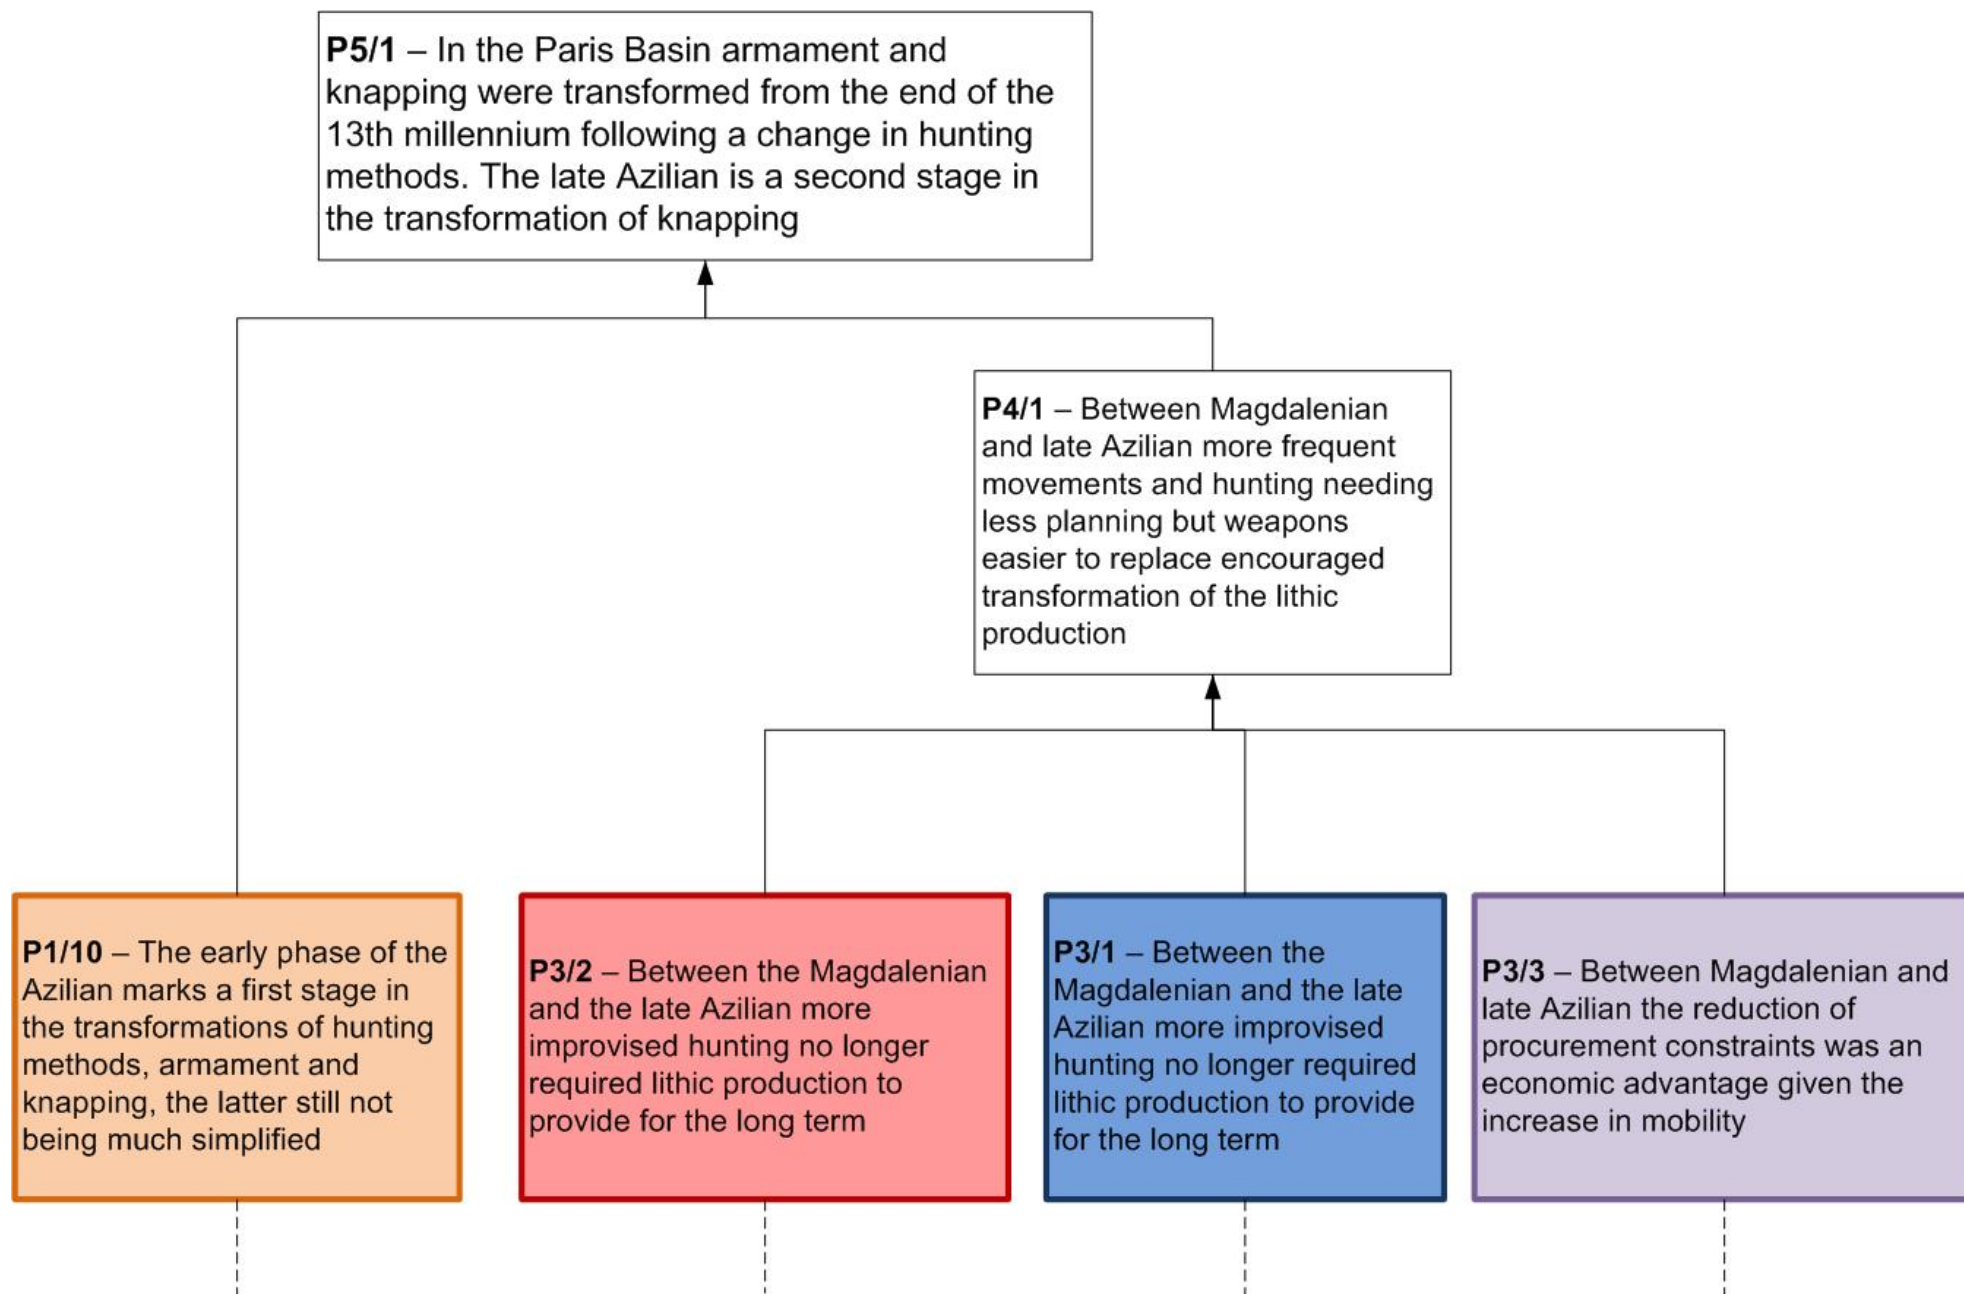 P5/1 – In the Paris Basin armament and
knapping were transformed from the end of the
13th millennium following a change in hunting
methods. The late Azilian is a second stage in
the transformation of knapping
P4/1 – Between Magdalenian
and late Azilian more frequent
movements and hunting needing
less planning but weapons
easier to replace encouraged
transformation of the lithic
production
P1/10 – The early phase of the
Azilian marks a first stage in
the transformations of hunting
methods, armament and
knapping, the latter still not
being much simplified
P3/2 – Between the Magdalenian
and the late Azilian more
improvised hunting no longer
required lithic production to
provide for the long term
P3/1 – Between the
Magdalenian and the late
Azilian more improvised
hunting no longer required
lithic production to provide
for the long term
P3/3 – Between Magdalenian and
late Azilian the reduction of
procurement constraints was an
economic advantage given the
increase in mobility